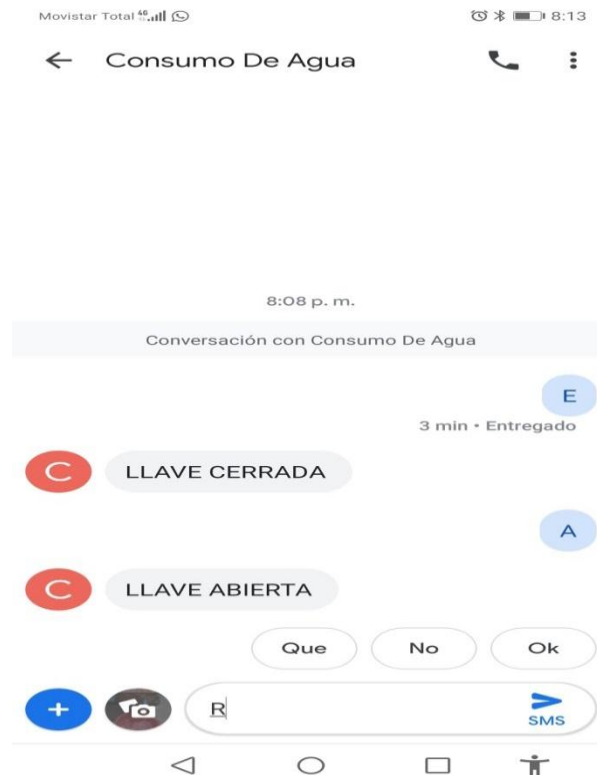 Movistar Total 4G 8:13
Consumo De Agua
8:08 p. m.
Conversación con Consumo De Agua
E
3 min • Entregado
C LLAVE CERRADA
A
C LLAVE ABIERTA
Que No Ok
R
SMS